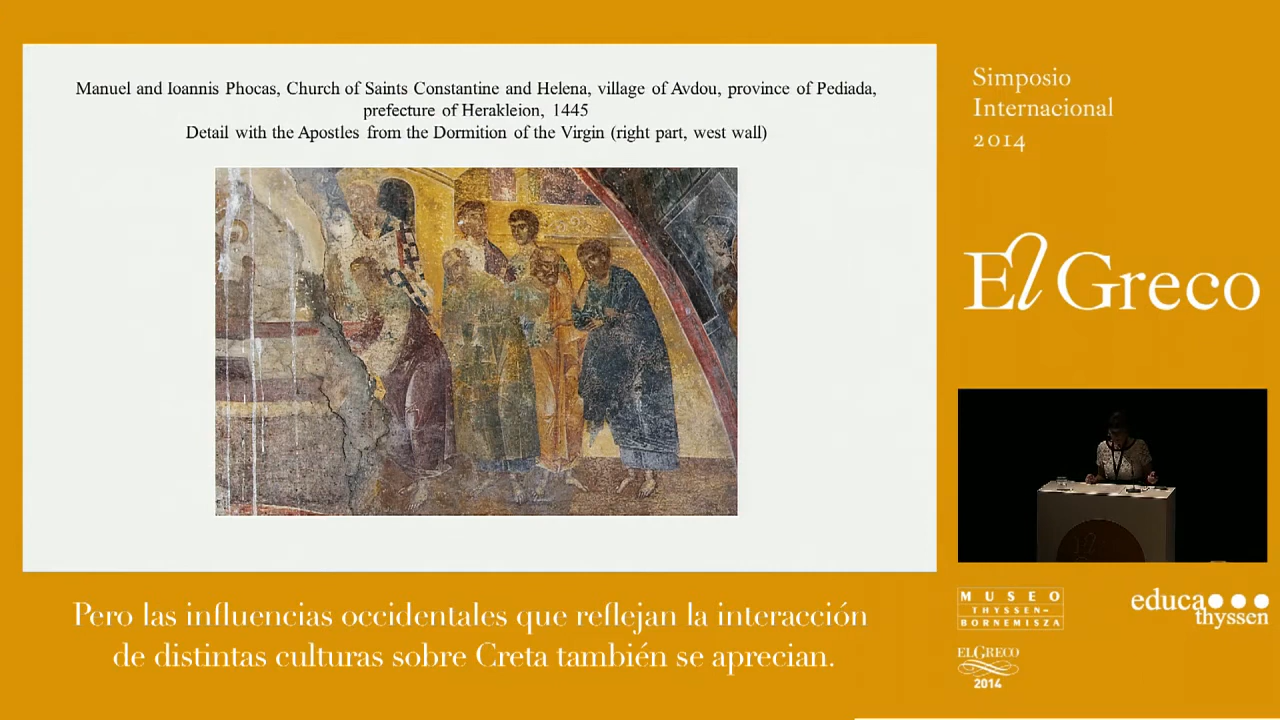 Manuel and Ioannis Phocas, Church of Saints Constantine and Helena, village of Avdou, province of Pediada,
prefecture of Herakleion, 1445
Detail with the Apostles from the Dormition of the Virgin (right part, west wall)
Simposio
Internacional
2014
El Greco
MUSEO
THYSSEN-
BORNEMISZA
educa
thyssen
EL GRECO
2014
Pero las influencias occidentales que reflejan la interacción
de distintas culturas sobre Creta también se aprecian.